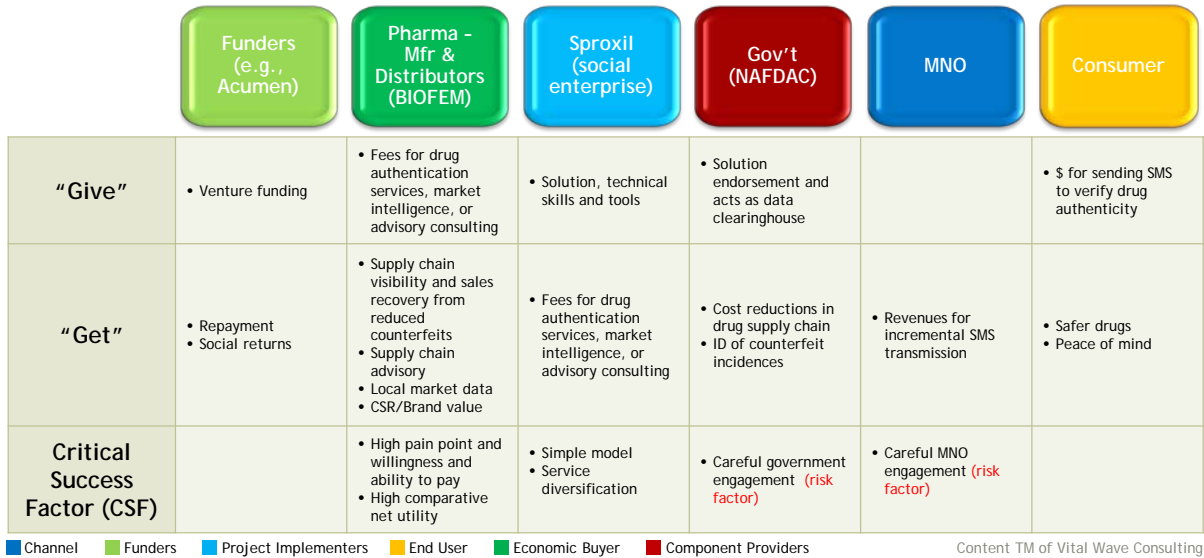 Funders
(e.g.,
Acumen)
Pharma –
Mfr &
Distributors
(BIOFEM)
Sproxil
(social
enterprise)
Gov't
(NAFDAC)
MNO
Consumer
"Give"
• Venture funding
• Fees for drug
authentication
services, market
intelligence, or
advisory consulting
• Solution, technical
skills and tools
• Solution
endorsement and
acts as data
clearinghouse
• $ for sending SMS
to verify drug
authenticity
"Get"
• Repayment
• Social returns
• Supply chain
visibility and sales
recovery from
reduced
counterfeits
• Supply chain
advisory
• Local market data
• CSR/Brand value
• Fees for drug
authentication
services, market
intelligence, or
advisory consulting
• Cost reductions in
drug supply chain
• ID of counterfeit
incidences
• Revenues for
incremental SMS
transmission
• Safer drugs
• Peace of mind
Critical
Success
Factor (CSF)
• High pain point and
willingness and
ability to pay
• High comparative
net utility
• Simple model
• Service
diversification
• Careful government
engagement (risk
factor)
• Careful MNO
engagement (risk
factor)
Channel Funders Project Implementers End User Economic Buyer Component Providers Content TM of Vital Wave Consulting